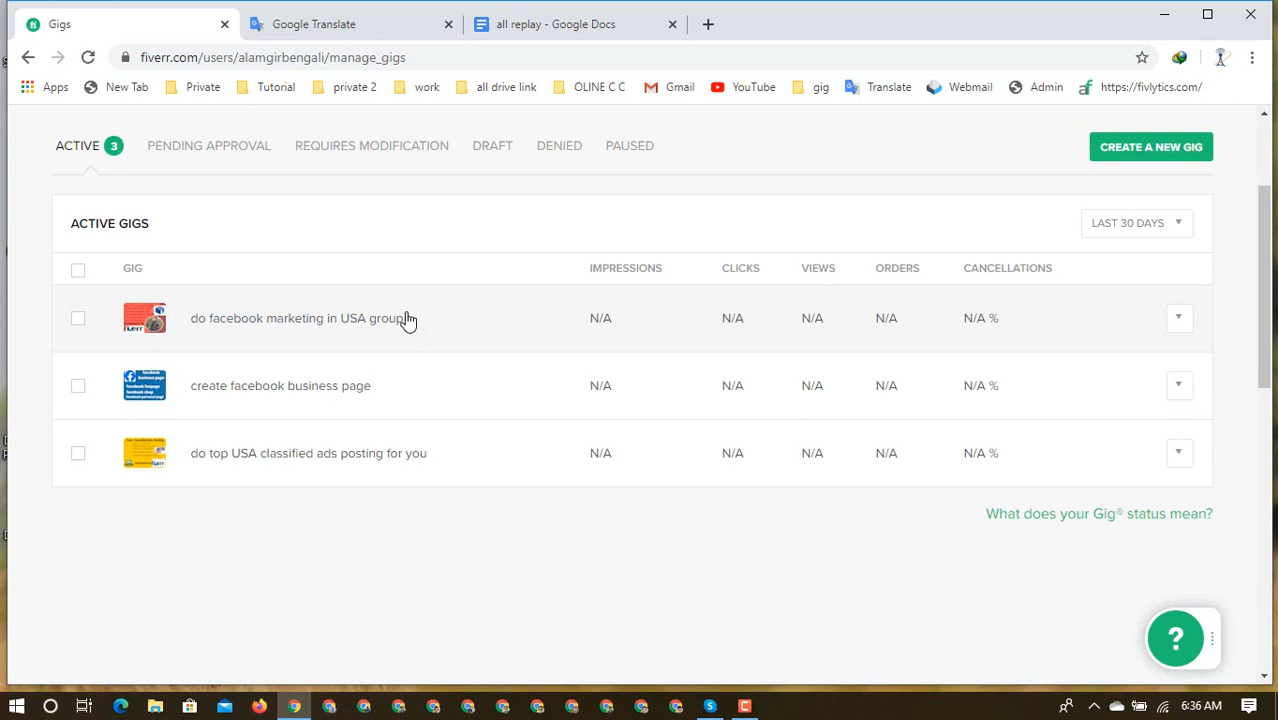 Gigs
Google Translate
all replay - Google Docs
fiverr.com/users/alamgirbengali/manage_gigs
Apps
New Tab
Private
Tutorial
private 2
work
all drive link
OLINE C C
Gmail
YouTube
gig
Translate
Webmail
Admin
https://fivlytics.com/
ACTIVE 3
PENDING APPROVAL
REQUIRES MODIFICATION
DRAFT
DENIED
PAUSED
CREATE A NEW GIG
ACTIVE GIGS
LAST 30 DAYS
GIG IMPRESSIONS CLICKS VIEWS ORDERS CANCELLATIONS
do facebook marketing in USA group N/A N/A N/A N/A N/A %
create facebook business page N/A N/A N/A N/A N/A %
do top USA classified ads posting for you N/A N/A N/A N/A N/A %
What does your Gig® status mean?
?
6:36 AM